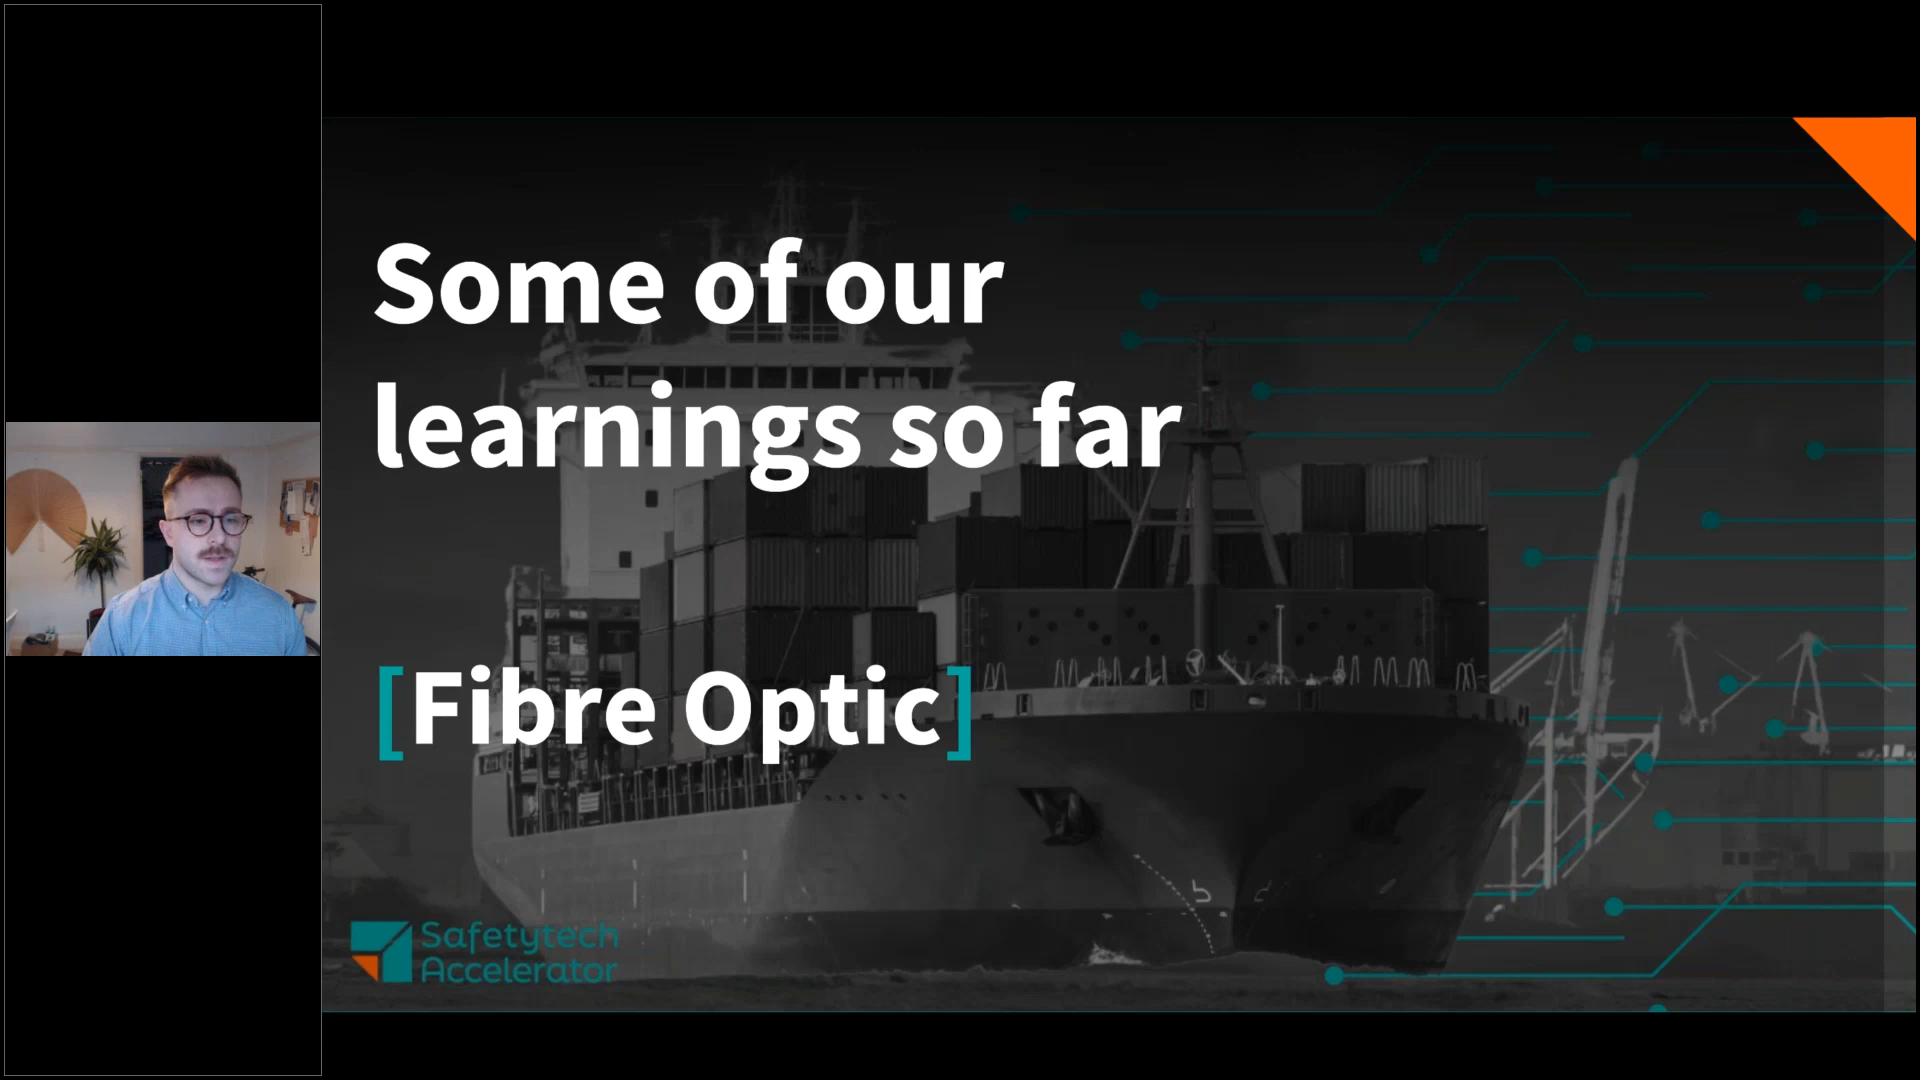 Some of our
learnings so far
[Fibre Optic]
Safetytech
Accelerator